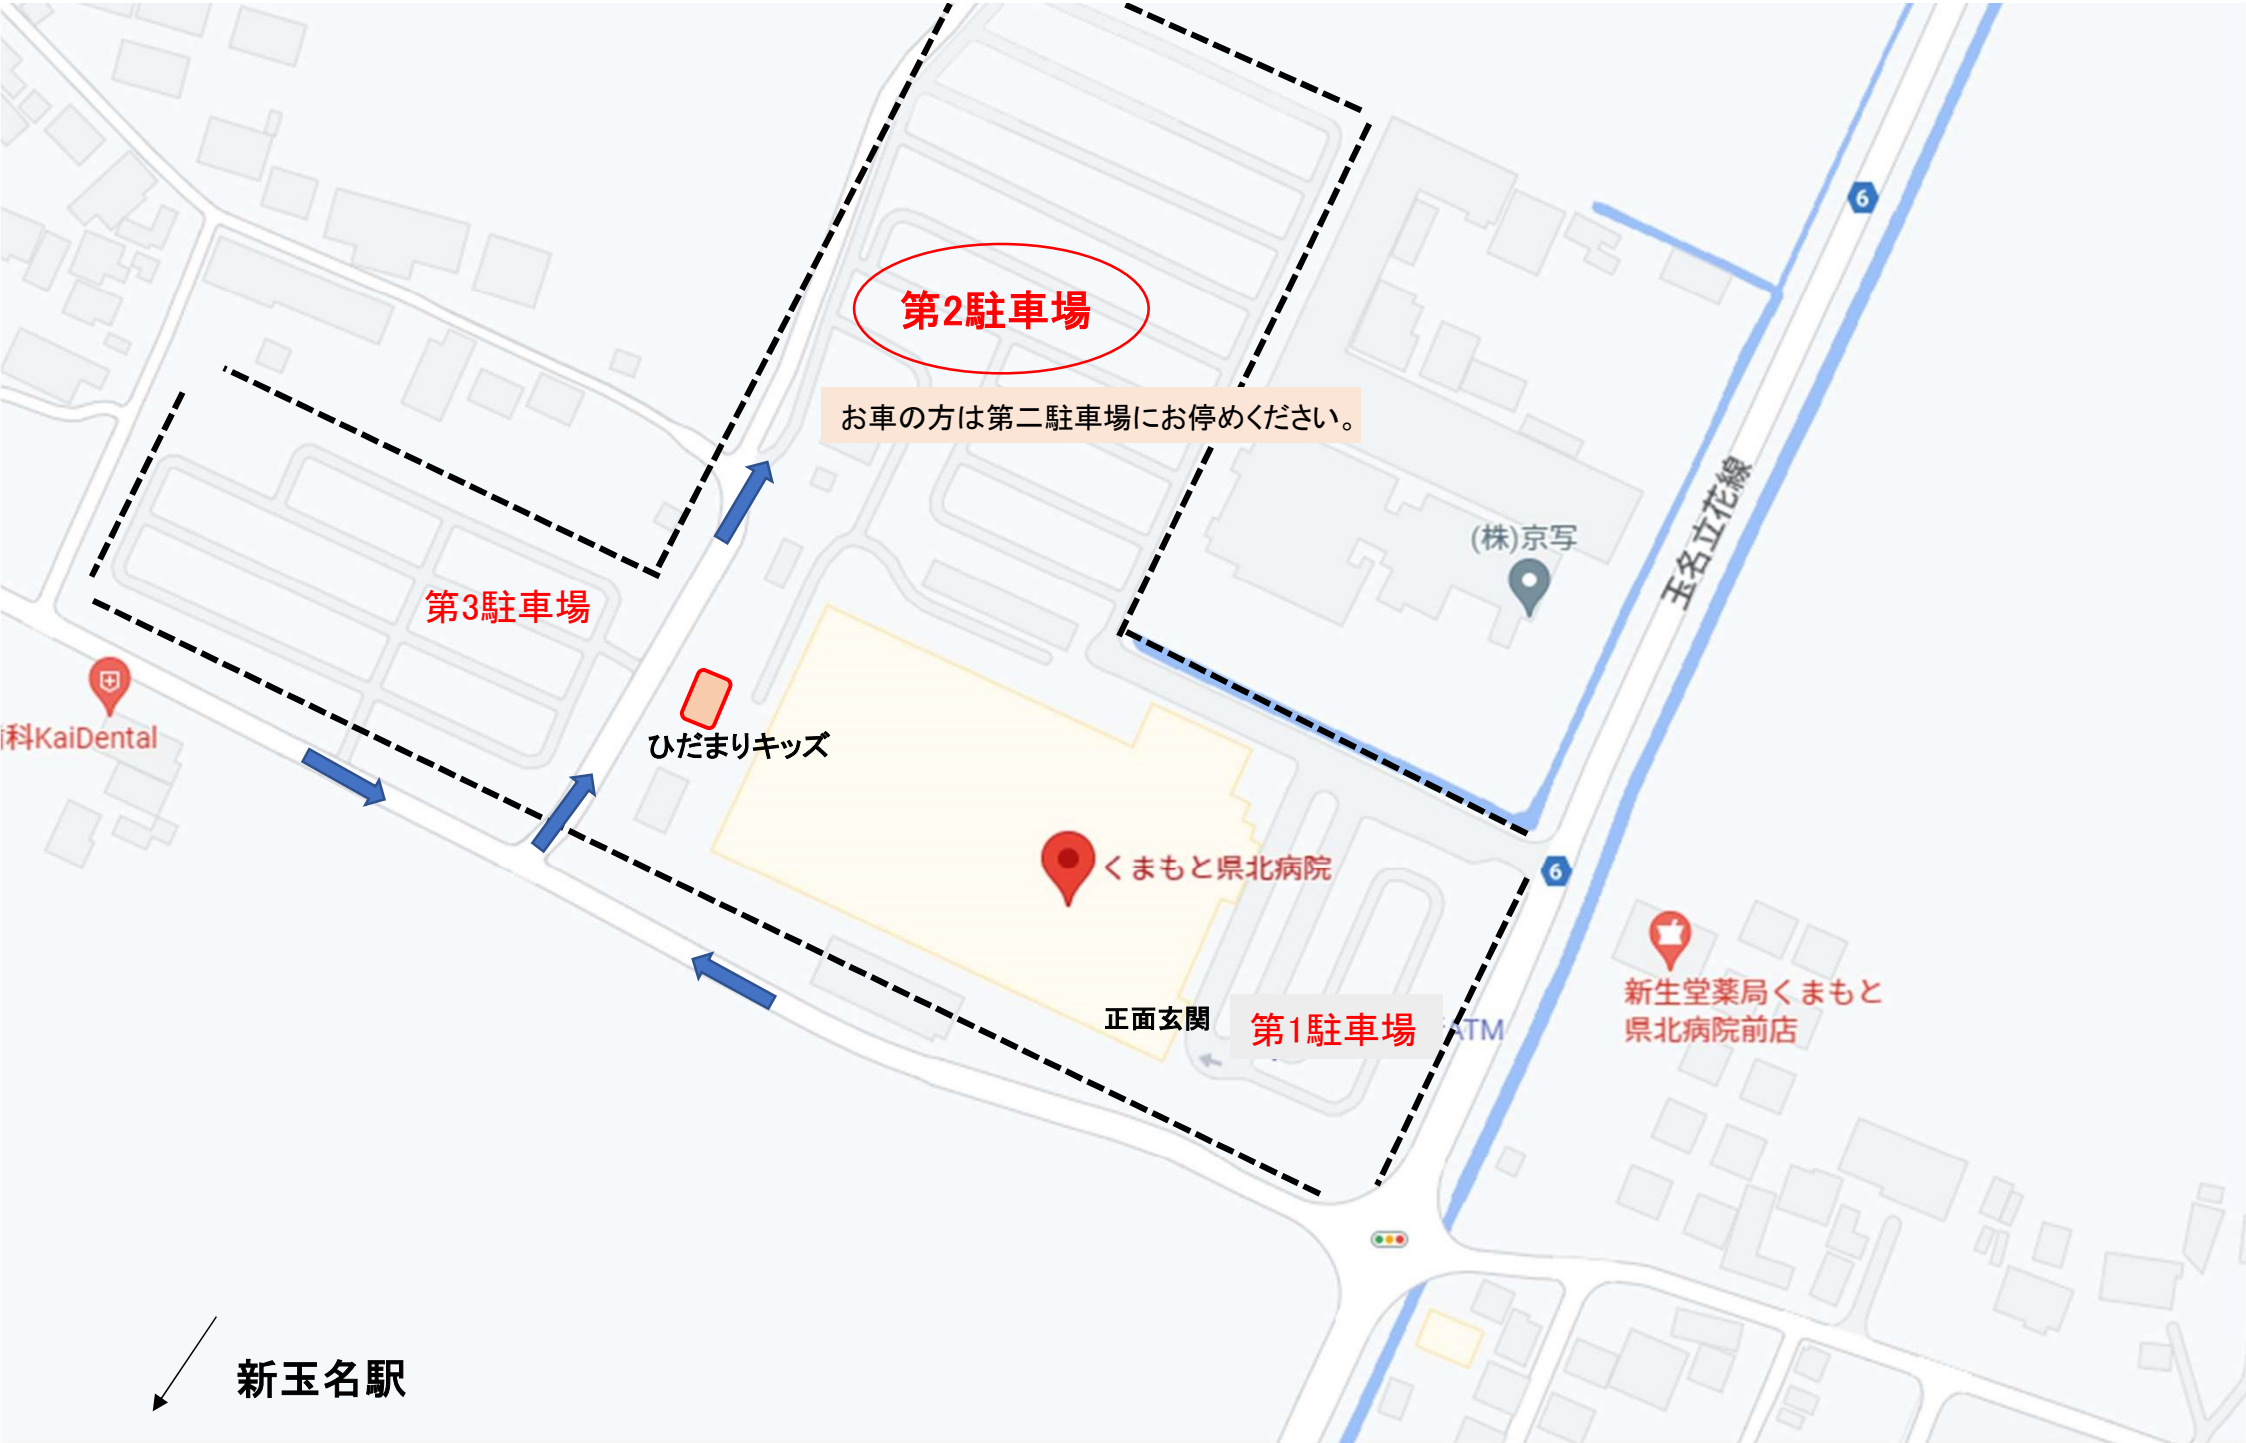 6
第2駐車場
お車の方は第二駐車場にお停めください。
玉名立花線
(株)京写
第3駐車場
科KaiDental
ひだまりキッズ
くまもと県北病院
6
新生堂薬局くまもと
県北病院前店
正面玄関
第1駐車場
ATM
新玉名駅